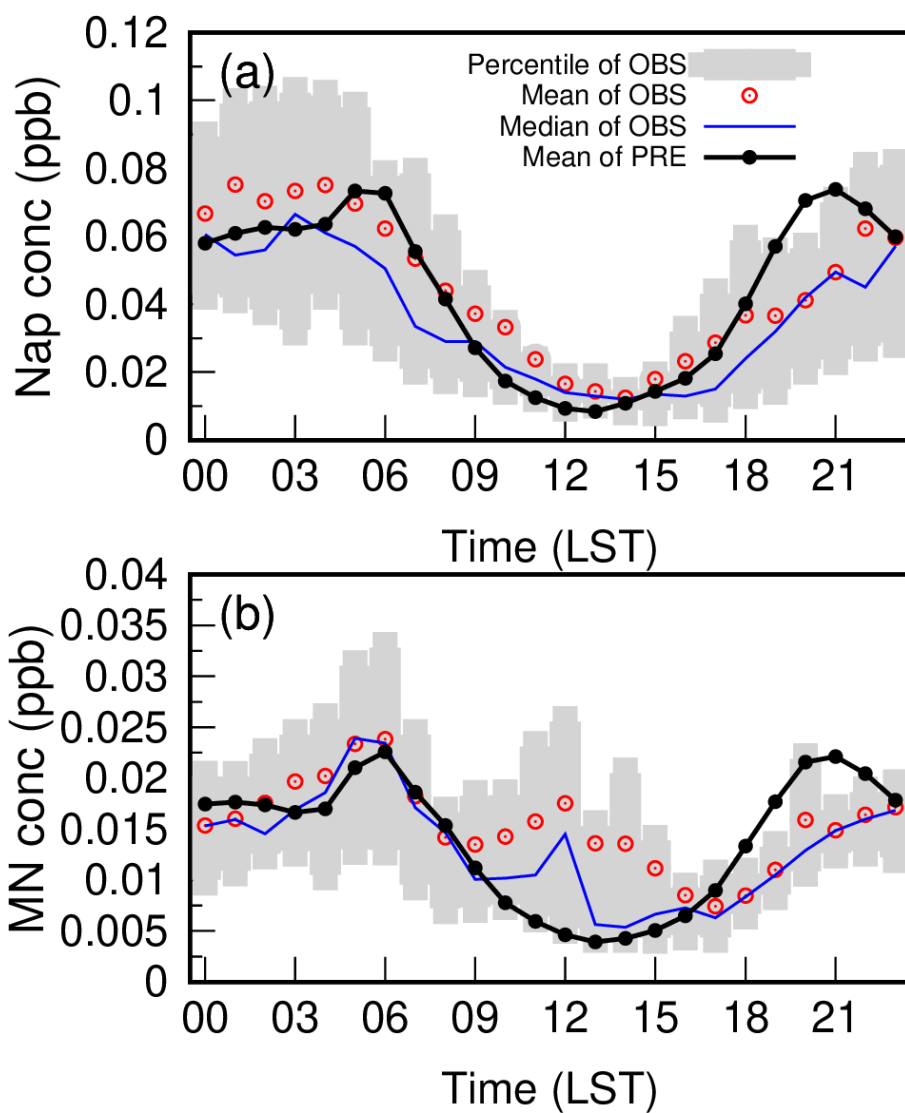 (a)
Percentile of OBS
Mean of OBS
Median of OBS
Mean of PRE
Nap conc (ppb)
0.12
0.1
0.08
0.06
0.04
0.02
0
00 03 06 09 12 15 18 21
Time (LST)
(b)
MN conc (ppb)
0.04
0.035
0.03
0.025
0.02
0.015
0.01
0.005
0
00 03 06 09 12 15 18 21
Time (LST)